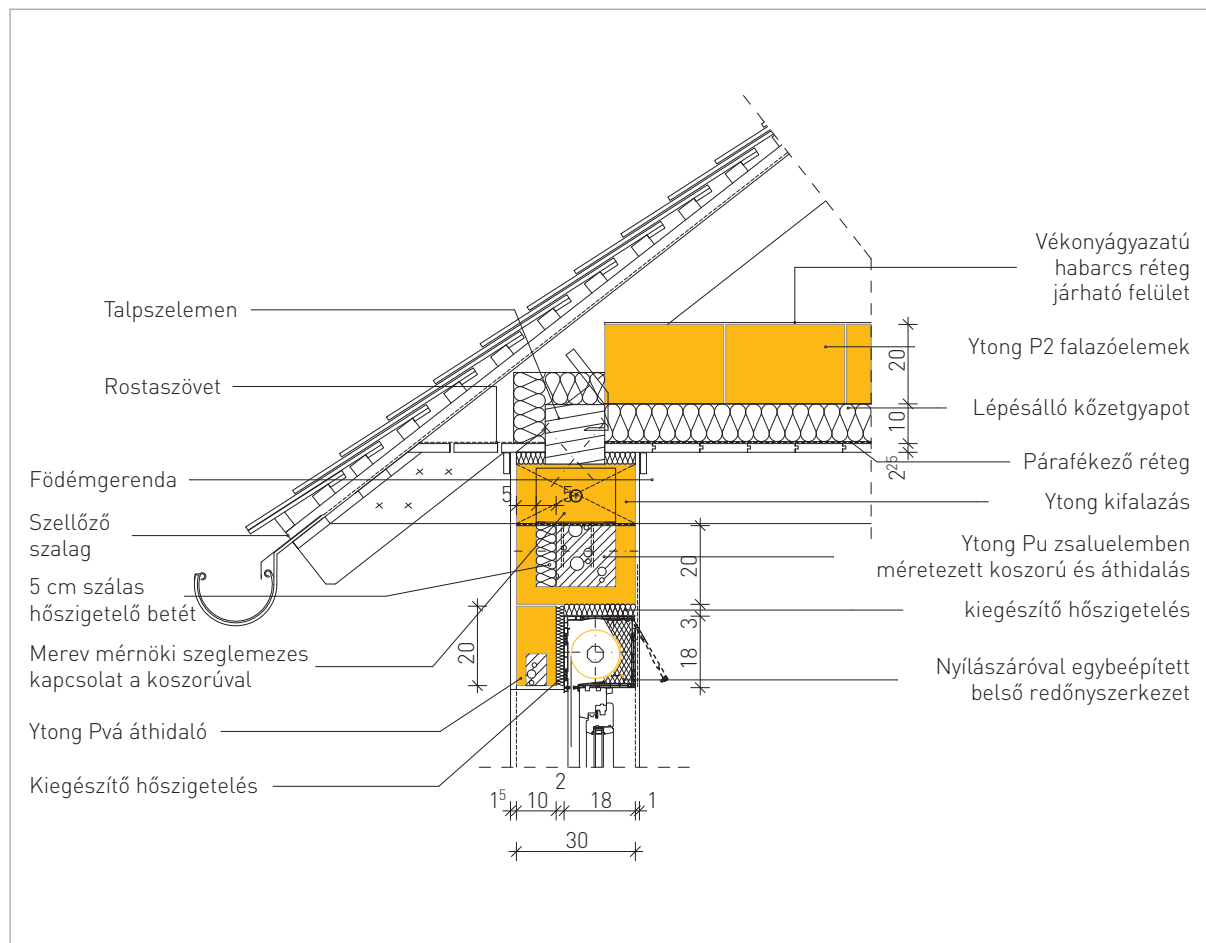 Vékonyágyazatú
habarcs réteg
járható felület
Talpszelemen
Ytong P2 falazóelemek
20
Rostaszövet
Lépésálló kőzetgyapot
10
Párafékező réteg
2²⁵
Födémgerenda
5
5
Ytong kifalazás
Szellőző
szalag
Ytong Pu zsaluelemben
méretezett koszorú és áthidalás
20
5 cm szálas
hőszigetelő betét
kiegészítő hőszigetelés
3
Merev mérnöki szeglemezes
kapcsolat a koszorúval
20
18
Nyílászáróval egybeépített
belső redőnyszerkezet
Ytong Pvá áthidaló
Kiegészítő hőszigetelés
2
1⁵
10
18
1
30